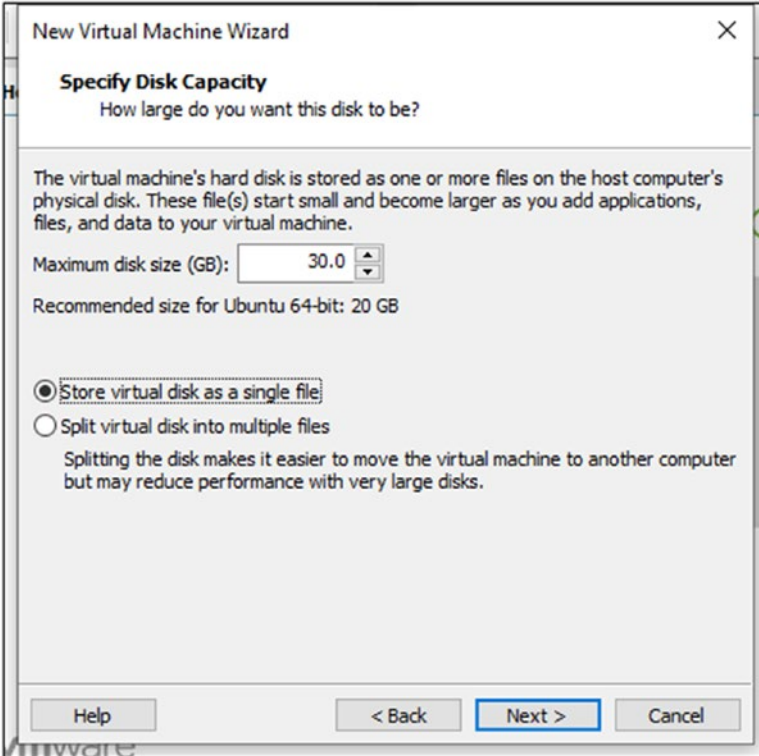 New Virtual Machine Wizard
Specify Disk Capacity
How large do you want this disk to be?
The virtual machine's hard disk is stored as one or more files on the host computer's
physical disk. These file(s) start small and become larger as you add applications,
files, and data to your virtual machine.
Maximum disk size (GB): 30.0
Recommended size for Ubuntu 64-bit: 20 GB
Store virtual disk as a single file
Split virtual disk into multiple files
Splitting the disk makes it easier to move the virtual machine to another computer
but may reduce performance with very large disks.
Help < Back Next > Cancel
vmware